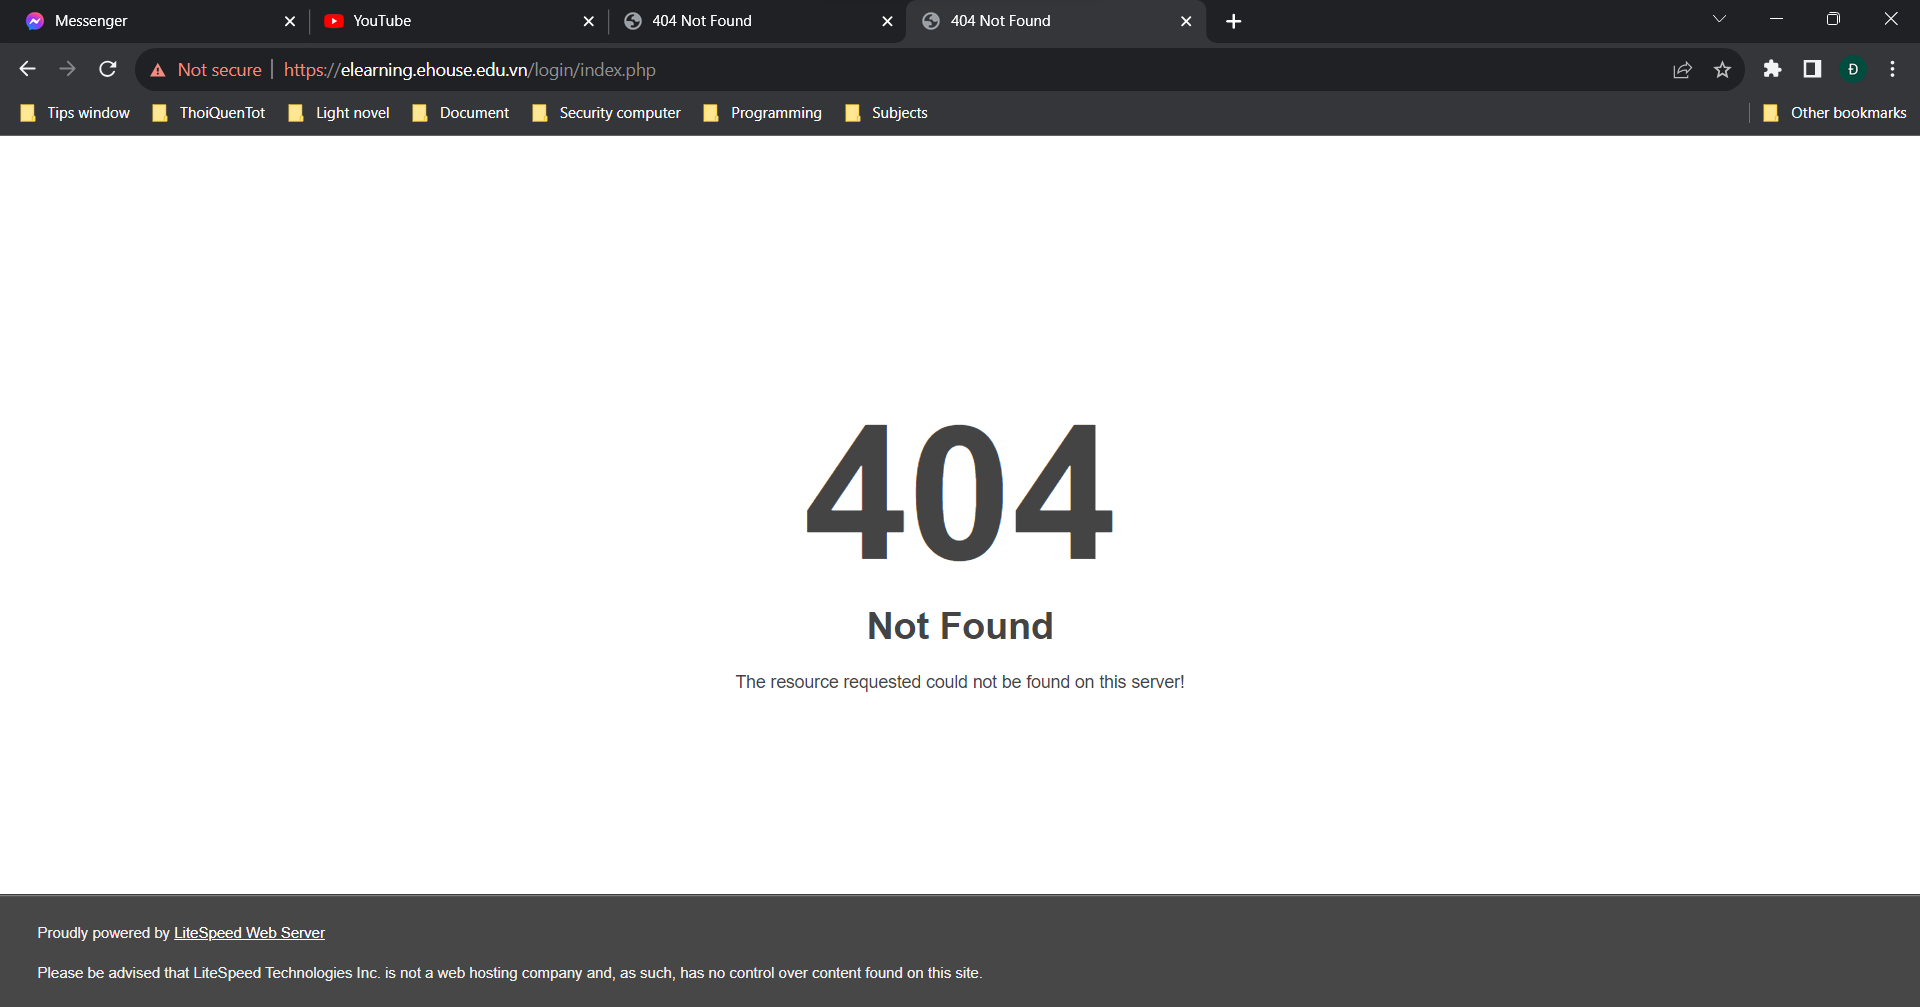 Messenger
YouTube
404 Not Found
404 Not Found
Not secure https://elearning.ehouse.edu.vn/login/index.php
Đ
Tips window ThoiQuenTot Light novel Document Security computer Programming Subjects Other bookmarks
404
Not Found
The resource requested could not be found on this server!
Proudly powered by LiteSpeed Web Server
Please be advised that LiteSpeed Technologies Inc. is not a web hosting company and, as such, has no control over content found on this site.